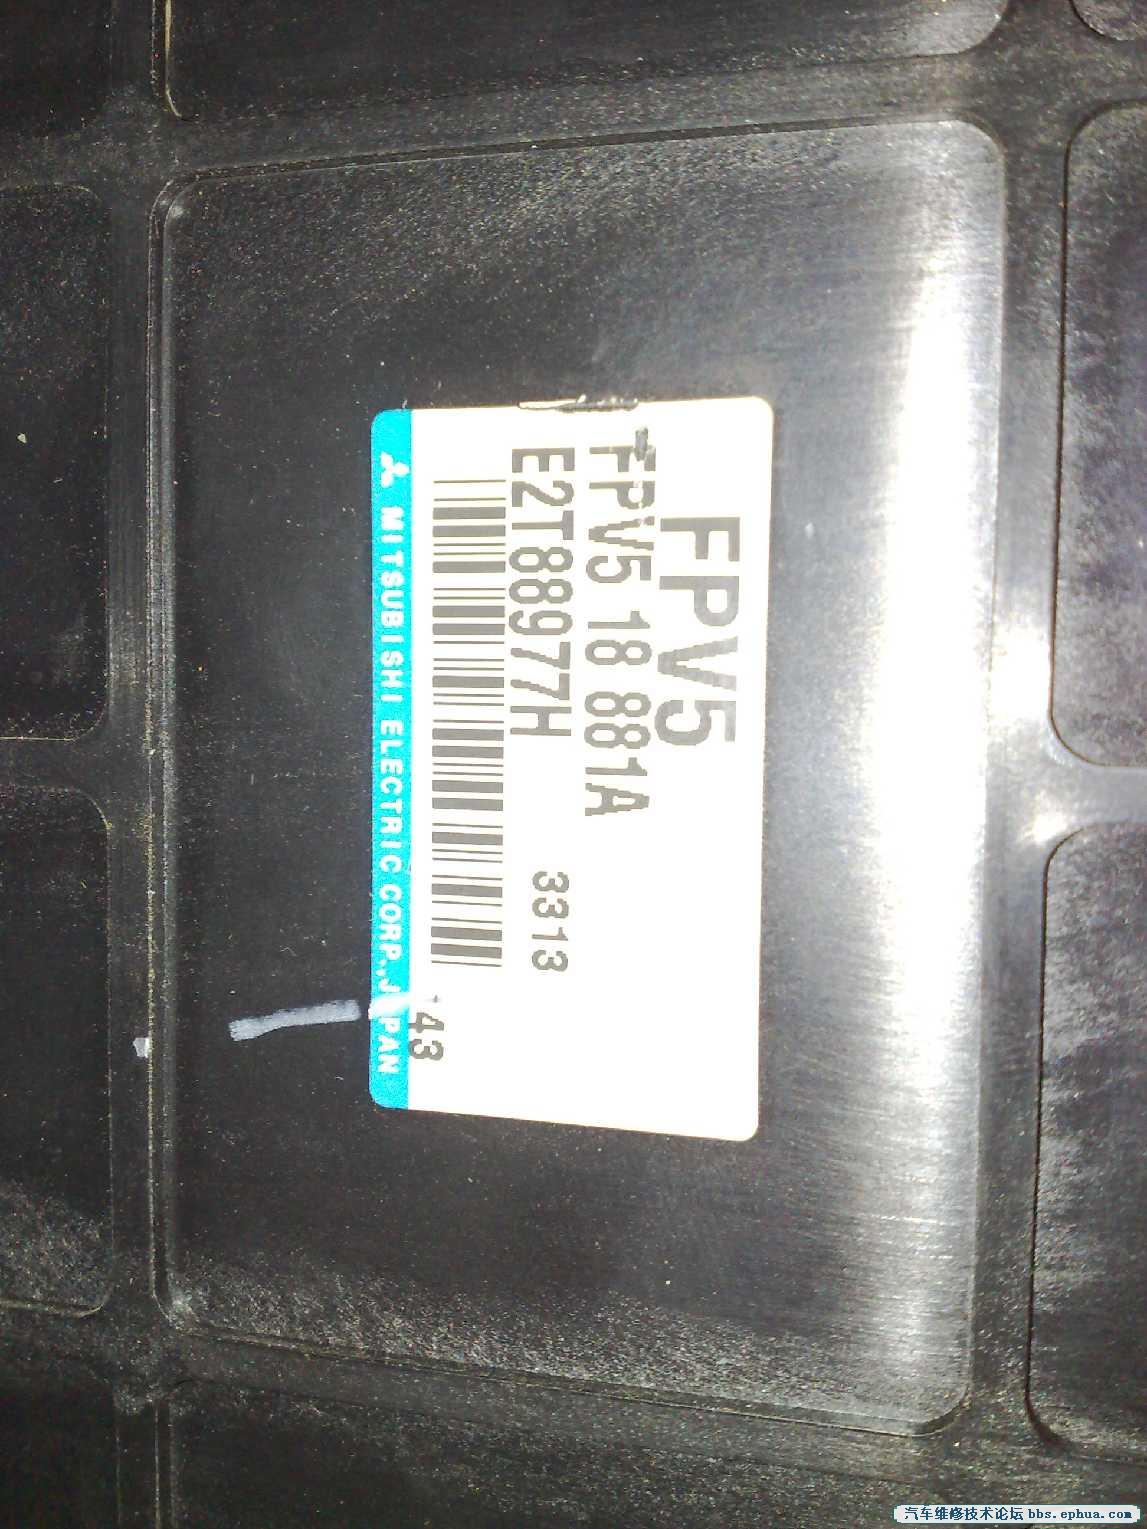 FPV5
FPV5 18 881A
E2T88977H
3313
143
MITSUBISHI ELECTRIC CORP., JAPAN
汽车维修技术论坛 bbs.ephua.com